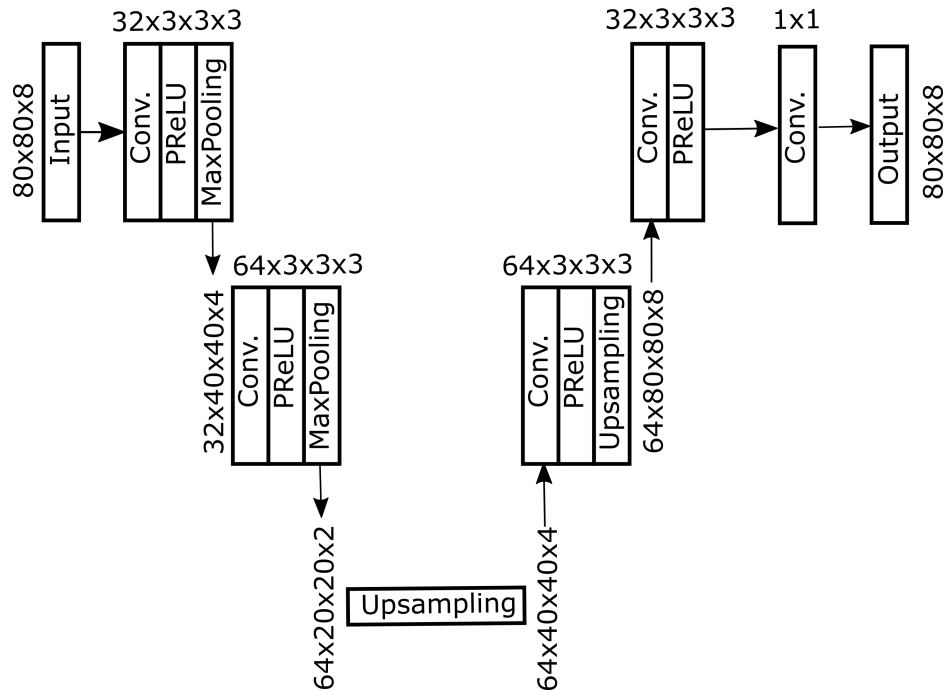 80x80x8
Input
32x3x3x3
Conv.
PReLU
MaxPooling
32x40x40x4
64x3x3x3
Conv.
PReLU
MaxPooling
64x20x20x2
Upsampling
64x40x40x4
64x3x3x3
Conv.
PReLU
Upsampling
64x80x80x8
32x3x3x3
Conv.
PReLU
1x1
Conv.
Output
80x80x8